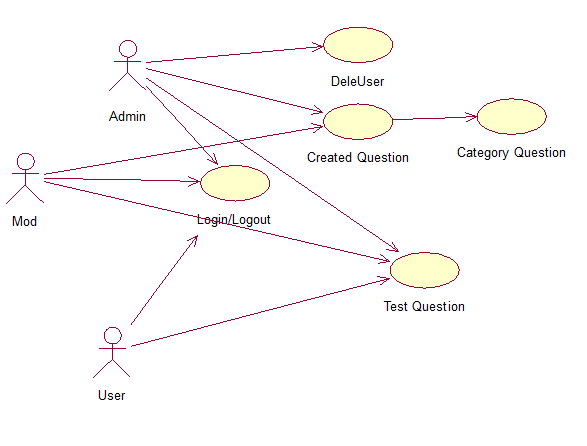 DeleUser
Admin
Created Question
Category Question
Mod
Login/Logout
Test Question
User